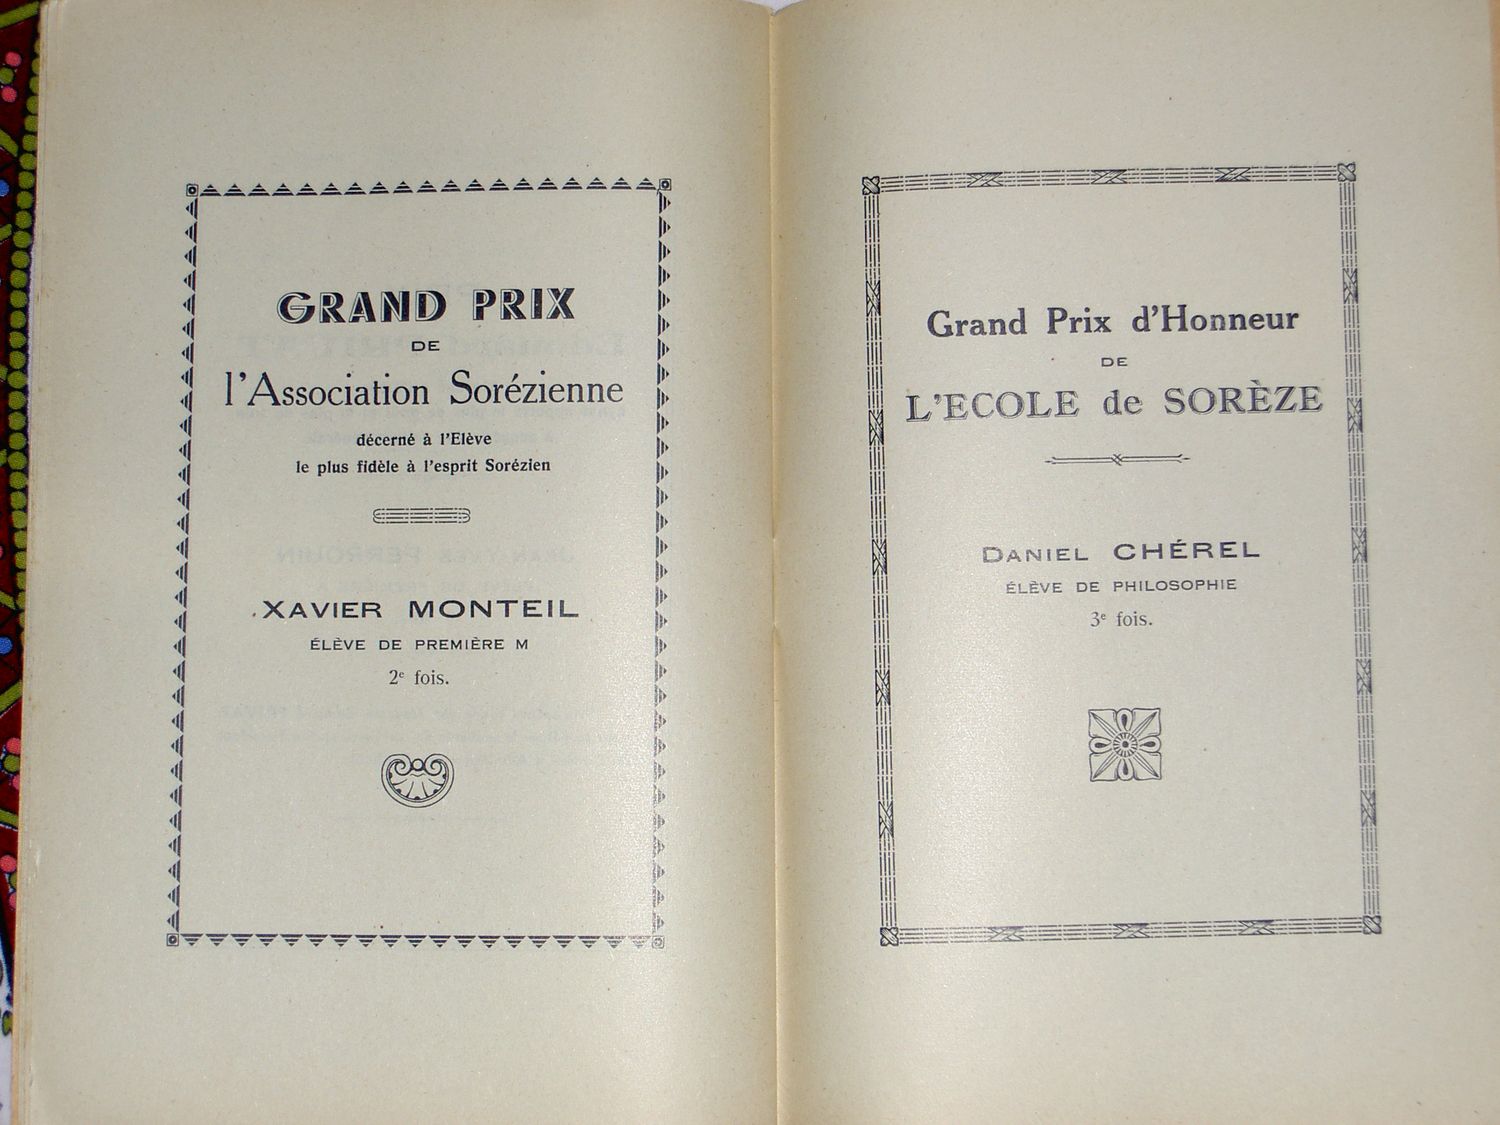 GRAND PRIX
DE
l'Association Sorézienne
décerné à l'Elève
le plus fidèle à l'esprit Sorézien
XAVIER MONTEIL
ÉLÈVE DE PREMIÈRE M
2e fois.
Grand Prix d'Honneur
DE
L'ECOLE de SORÈZE
DANIEL CHÉREL
ÉLÈVE DE PHILOSOPHIE
3e fois.